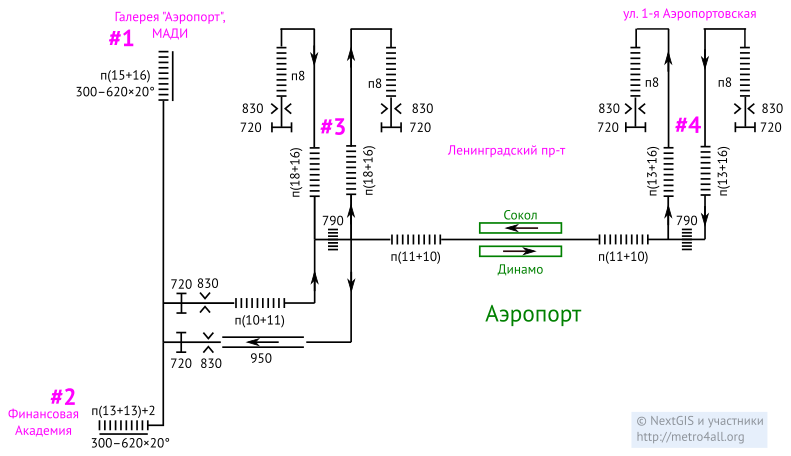 Галерея "Аэропорт",
МАДИ
#1
п(15+16)
300–620×20°
ул. 1-я Аэропортовская
п8
п8
п8
п8
830
720
830
720
830
720
830
720
#3
#4
п(18+16)
п(18+16)
Ленинградский пр-т
п(13+16)
п(13+16)
790
790
п(11+10)
Сокол
Динамо
п(11+10)
720
830
п(10+11)
Аэропорт
720
830
950
#2
Финансовая
Академия
п(13+13)+2
300–620×20°
© NextGIS и участники
http://metro4all.org